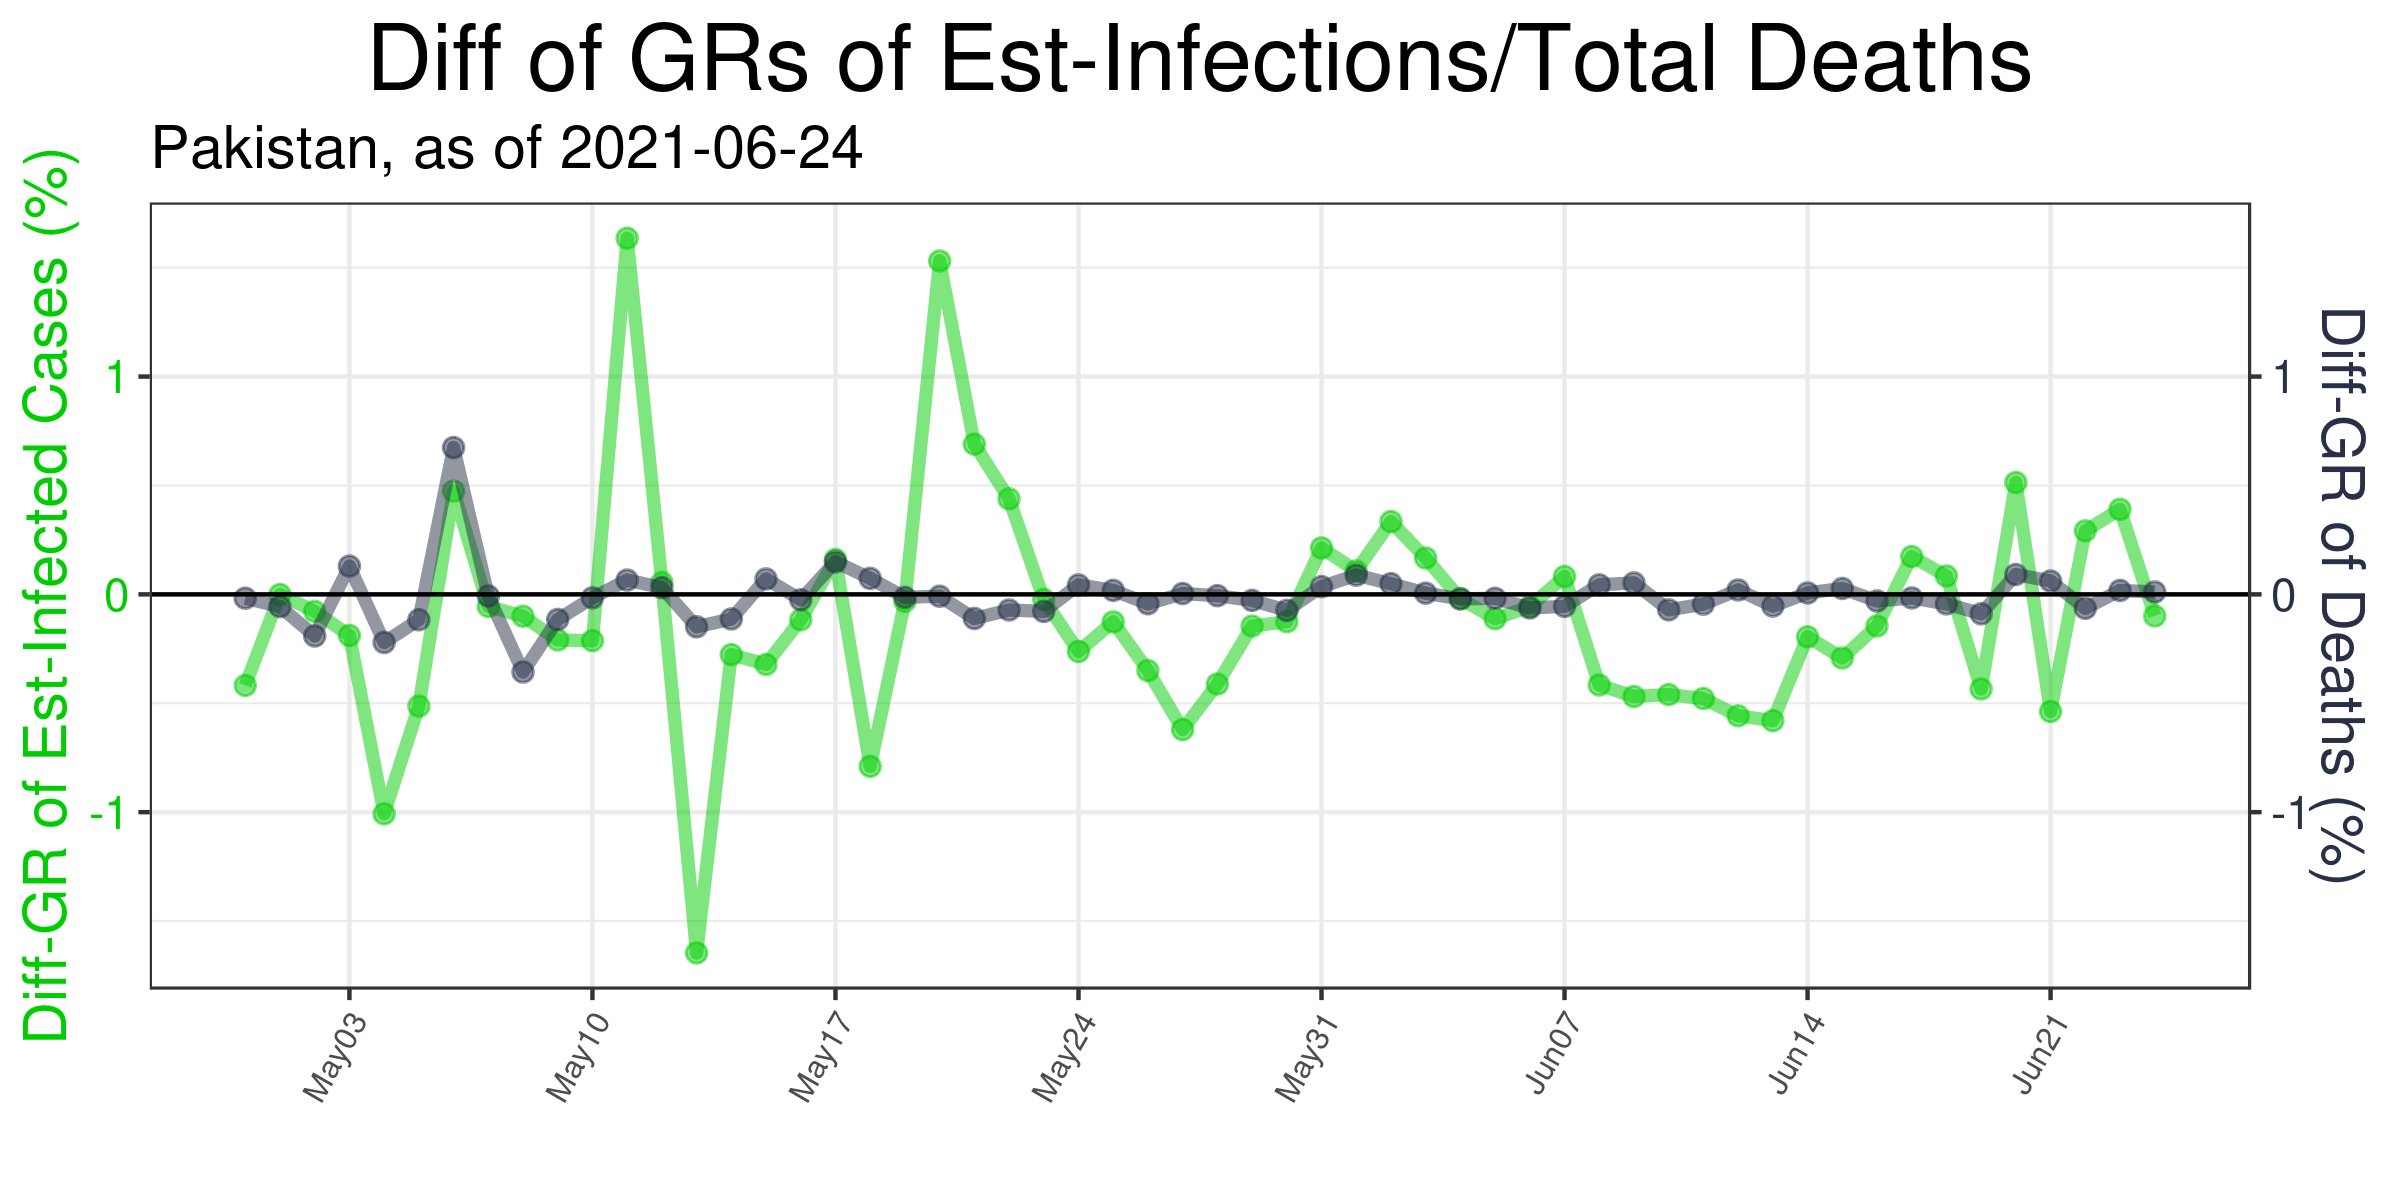 Diff of GRs of Est-Infections/Total Deaths
Pakistan, as of 2021-06-24
Diff-GR of Est-Infected Cases (%)
1
0
-1
1
0
-1
Diff-GR of Deaths (%)
May03
May10
May17
May24
May31
Jun07
Jun14
Jun21